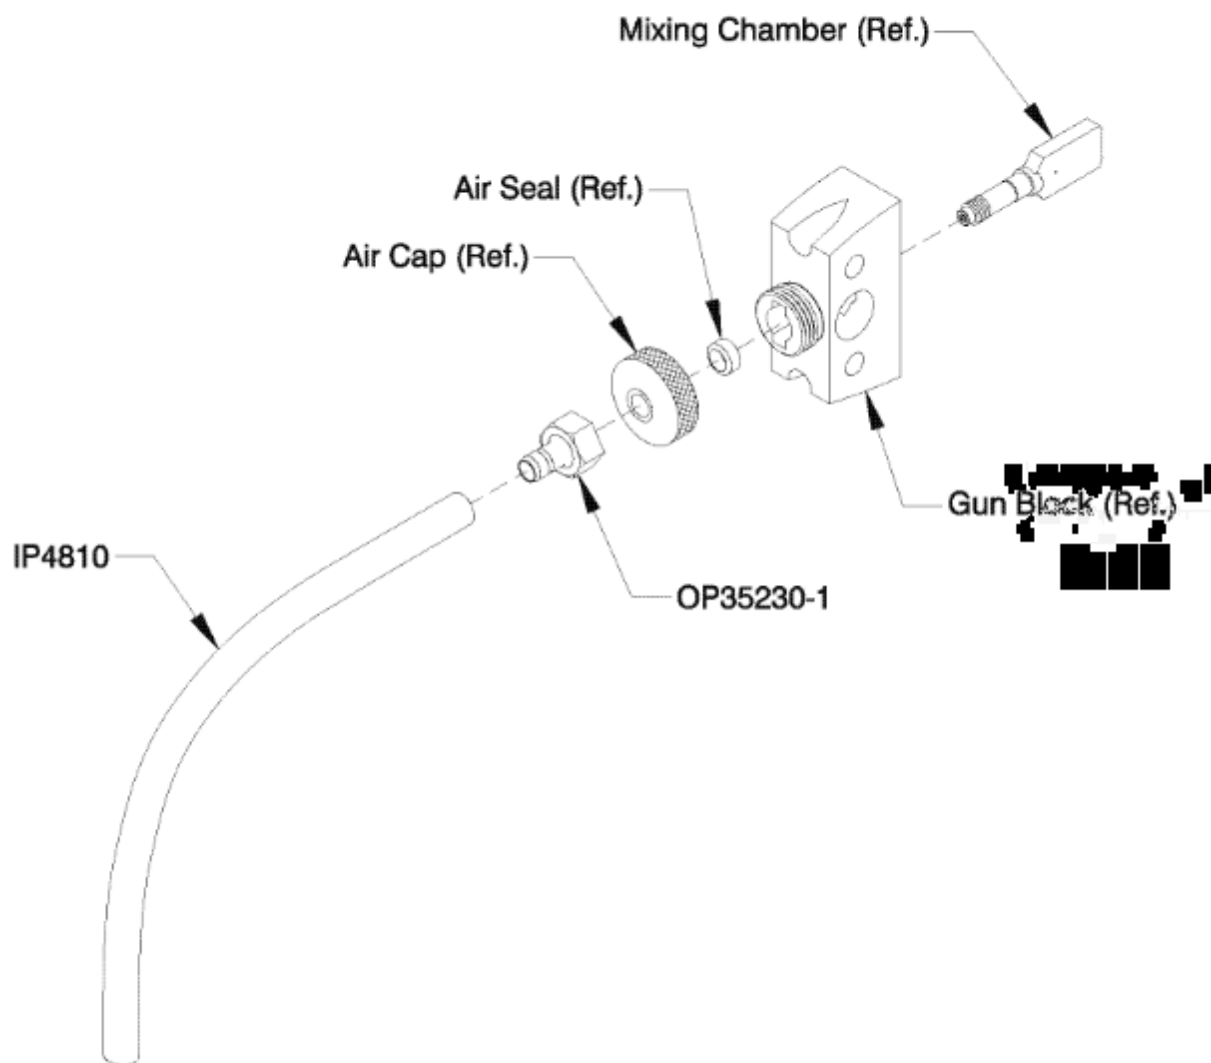 Mixing Chamber (Ref.)
Air Seal (Ref.)
Air Cap (Ref.)
Gun Block (Ref.)
IP4810
OP35230-1